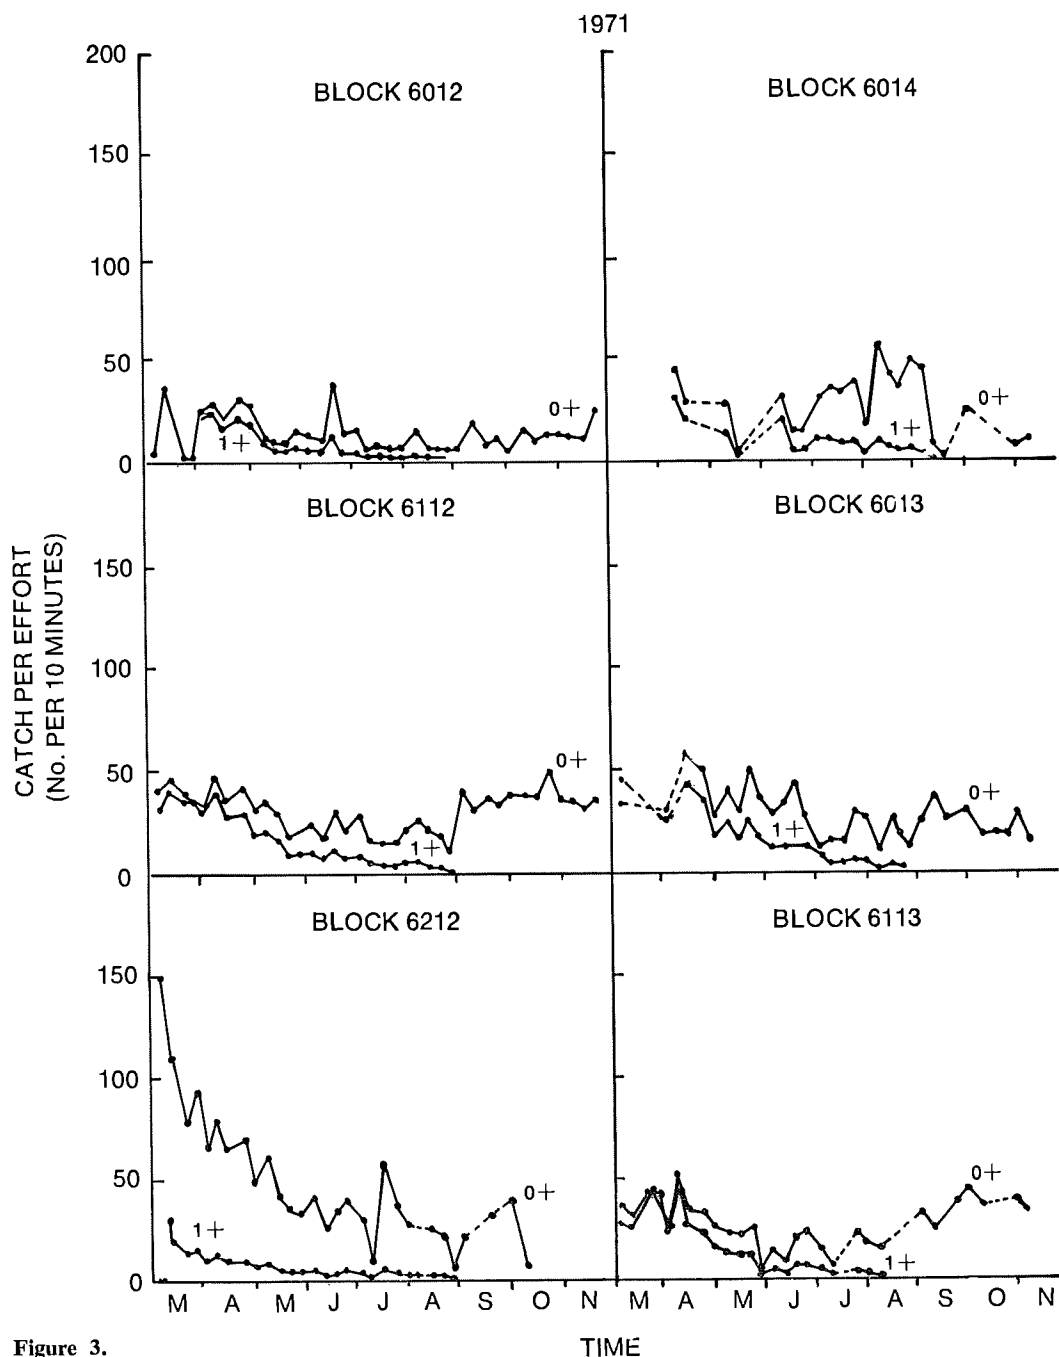 1971
200
150
100
50
0
BLOCK 6012
0+
1+
BLOCK 6014
0+
1+
CATCH PER EFFORT
(No. PER 10 MINUTES)
150
100
50
0
BLOCK 6112
0+
1+
BLOCK 6013
0+
1+
150
100
50
0
BLOCK 6212
0+
1+
BLOCK 6113
0+
1+
M A M J J A S O N
M A M J J A S O N
Figure 3.
TIME